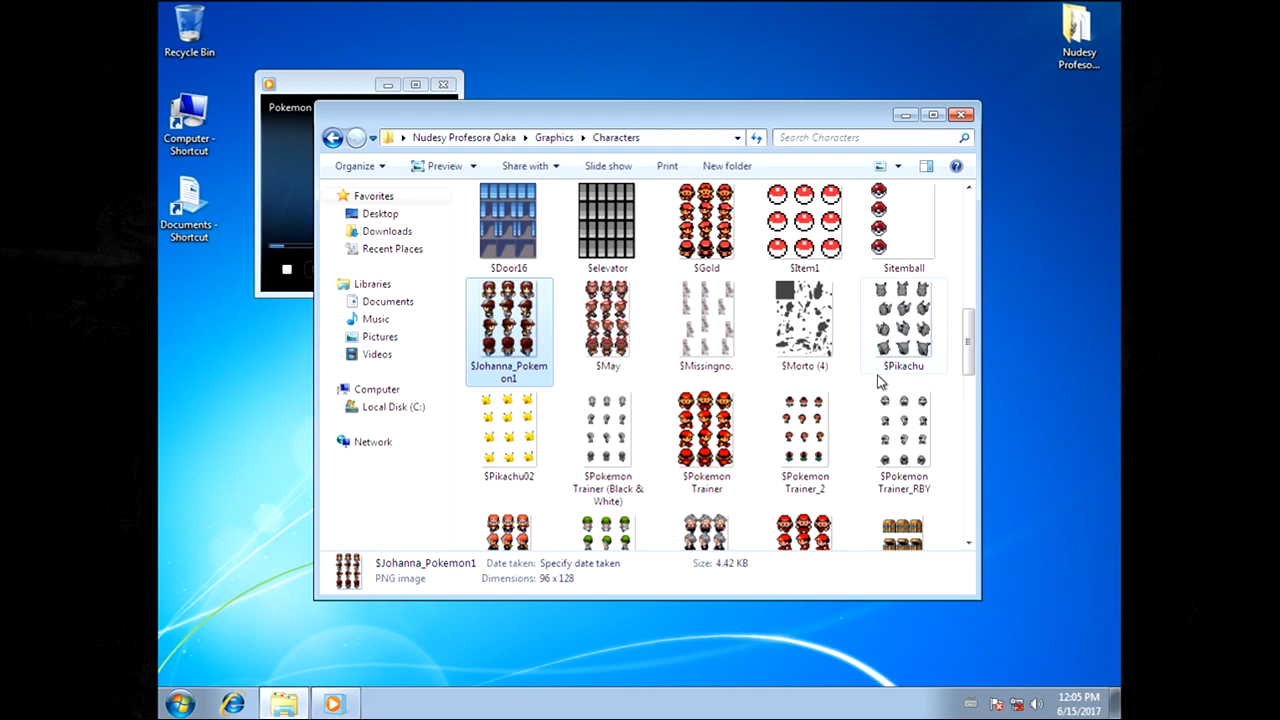 Recycle Bin
Nudesy
Profeso...
Computer -
Shortcut
Documents -
Shortcut
Pokemon
Nudesy Profesora Oaka
Graphics
Characters
Search Characters
Organize
Preview
Share with
Slide show
Print
New folder
Favorites
Desktop
Downloads
Recent Places
Libraries
Documents
Music
Pictures
Videos
Computer
Local Disk (C:)
Network
$Door16
$elevator
$Gold
$Item1
$itemball
$Johanna_Pokem
on1
$May
$Missingno.
$Morto (4)
$Pikachu
$Pikachu02
$Pokemon
Trainer (Black &
White)
$Pokemon
Trainer
$Pokemon
Trainer_2
$Pokemon
Trainer_RBY
$Johanna_Pokemon1
Date taken: Specify date taken
Size: 4.42 KB
PNG image
Dimensions: 96 x 128
12:05 PM
6/15/2017